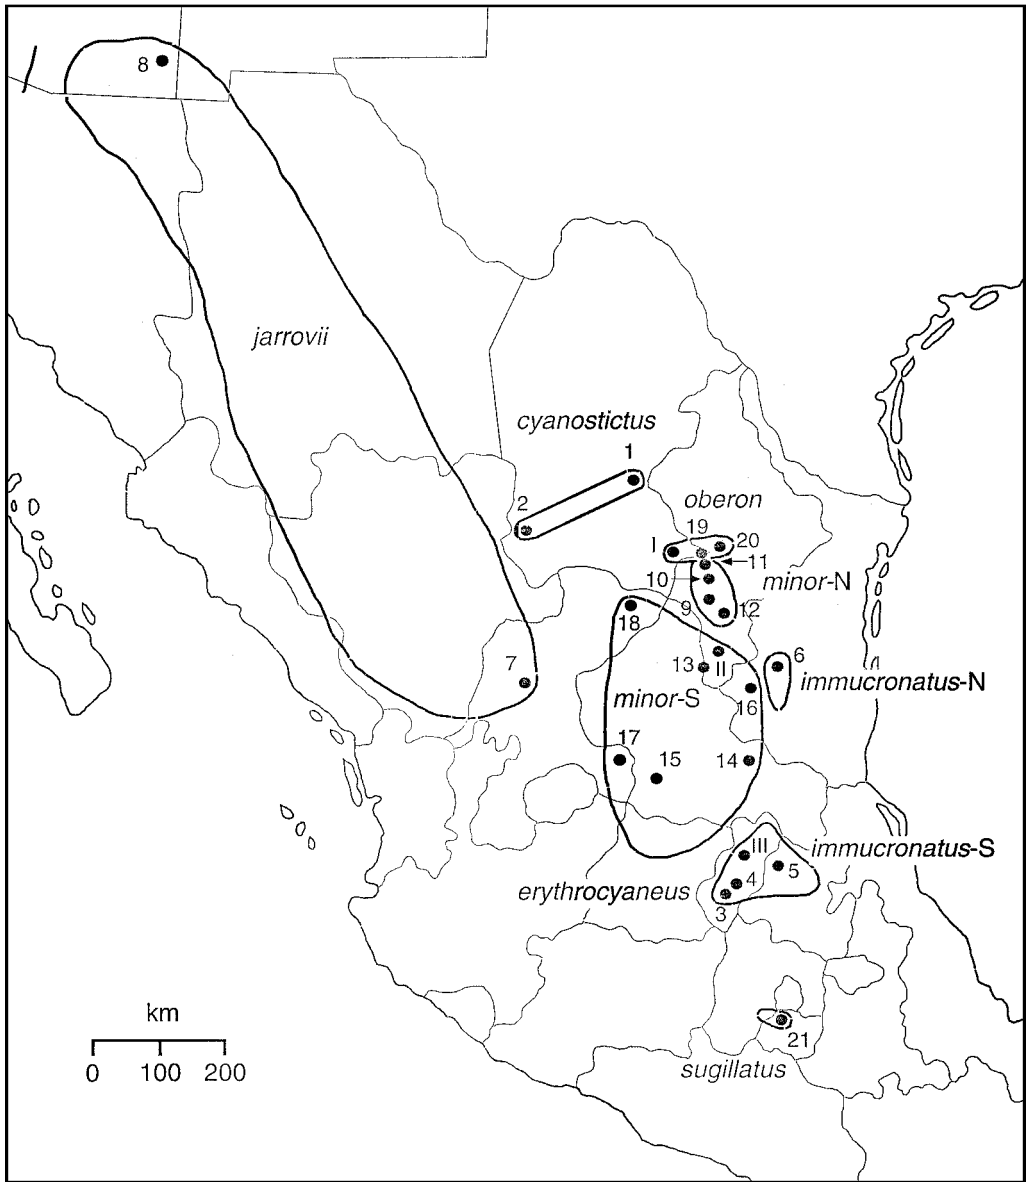 8
jarrovii
cyanostictus
1
2
oberon
19
20
I
11
10
minor-N
9
12
18
6
7
13
II
immucronatus-N
minor-S
16
17
15
14
III
immucronatus-S
5
4
erythrocyaneus
3
km
0 100 200
21
sugillatus